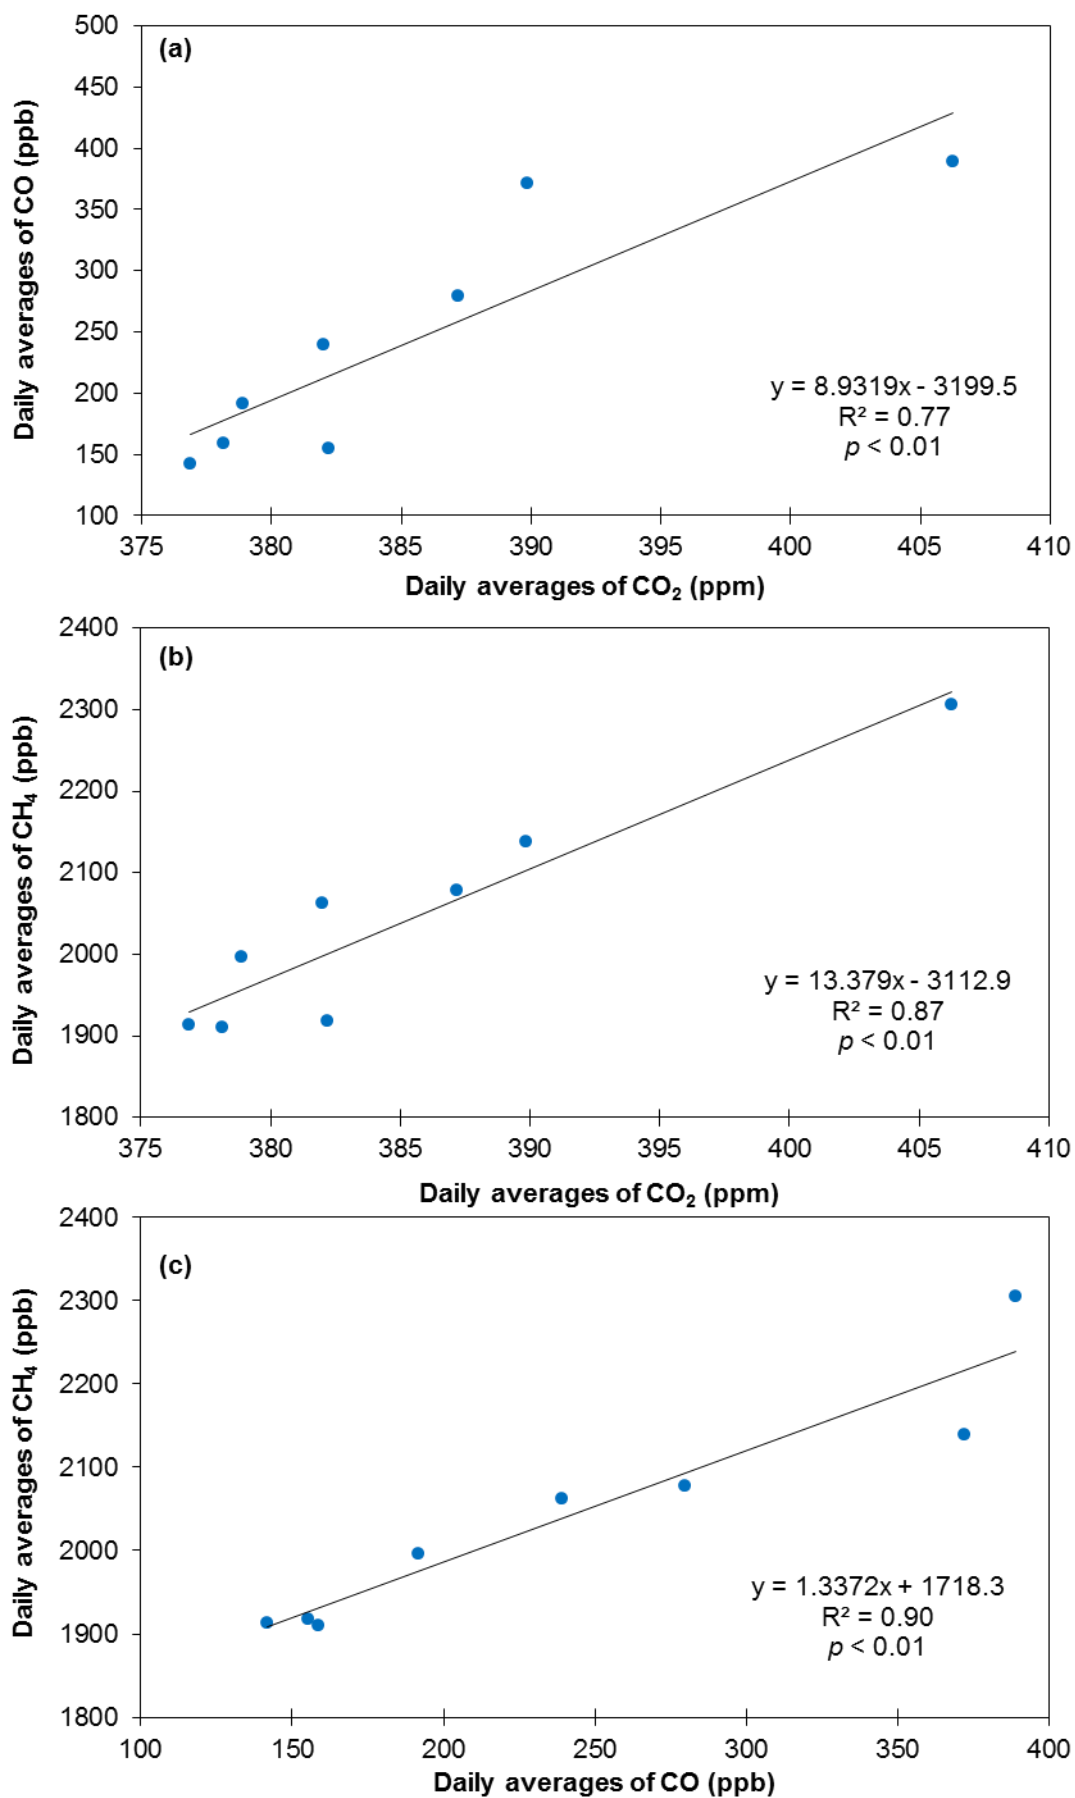 (a)
500
450
400
350
300
250
200
150
100
Daily averages of CO (ppb)
y = 8.9319x - 3199.5
R² = 0.77
p < 0.01
375 380 385 390 395 400 405 410
Daily averages of CO₂ (ppm)
(b)
2400
2300
2200
2100
2000
1900
1800
Daily averages of CH₄ (ppb)
y = 13.379x - 3112.9
R² = 0.87
p < 0.01
375 380 385 390 395 400 405 410
Daily averages of CO₂ (ppm)
(c)
2400
2300
2200
2100
2000
1900
1800
Daily averages of CH₄ (ppb)
y = 1.3372x + 1718.3
R² = 0.90
p < 0.01
100 150 200 250 300 350 400
Daily averages of CO (ppb)